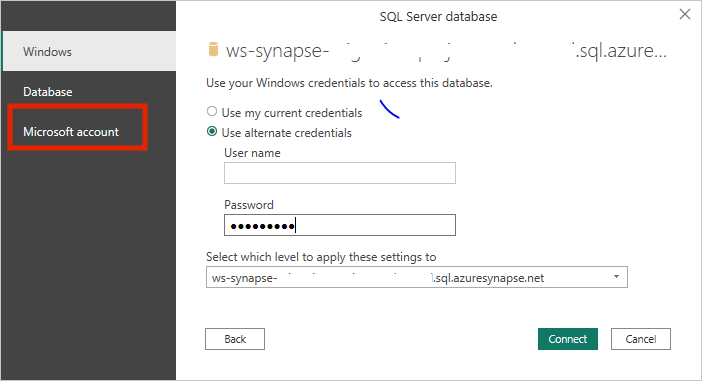 SQL Server database
Windows
ws-synapse- .sql.azure...
Use your Windows credentials to access this database.
Database
Use my current credentials
Microsoft account
Use alternate credentials
User name
Password
●●●●●●●●●
Select which level to apply these settings to
ws-synapse- .sql.azuresynapse.net
Back
Connect
Cancel